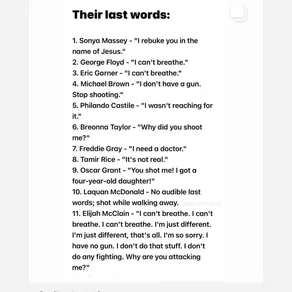 Their last words:
1. Sonya Massey - "I rebuke you in the
name of Jesus."
2. George Floyd - "I can't breathe."
3. Eric Garner - "I can't breathe."
4. Michael Brown - "I don't have a gun.
Stop shooting."
5. Philando Castile - "I wasn't reaching for
it."
6. Breonna Taylor - "Why did you shoot
me?"
7. Freddie Gray - "I need a doctor."
8. Tamir Rice - "It's not real."
9. Oscar Grant - "You shot me! I got a
four-year-old daughter!"
10. Laquan McDonald - No audible last
words; shot while walking away.
11. Elijah McClain - "I can't breathe. I can't
breathe. I can't breathe. I'm just different.
I'm just different, that's all. I'm so sorry. I
have no gun. I don't do that stuff. I don't
do any fighting. Why are you attacking
me?"